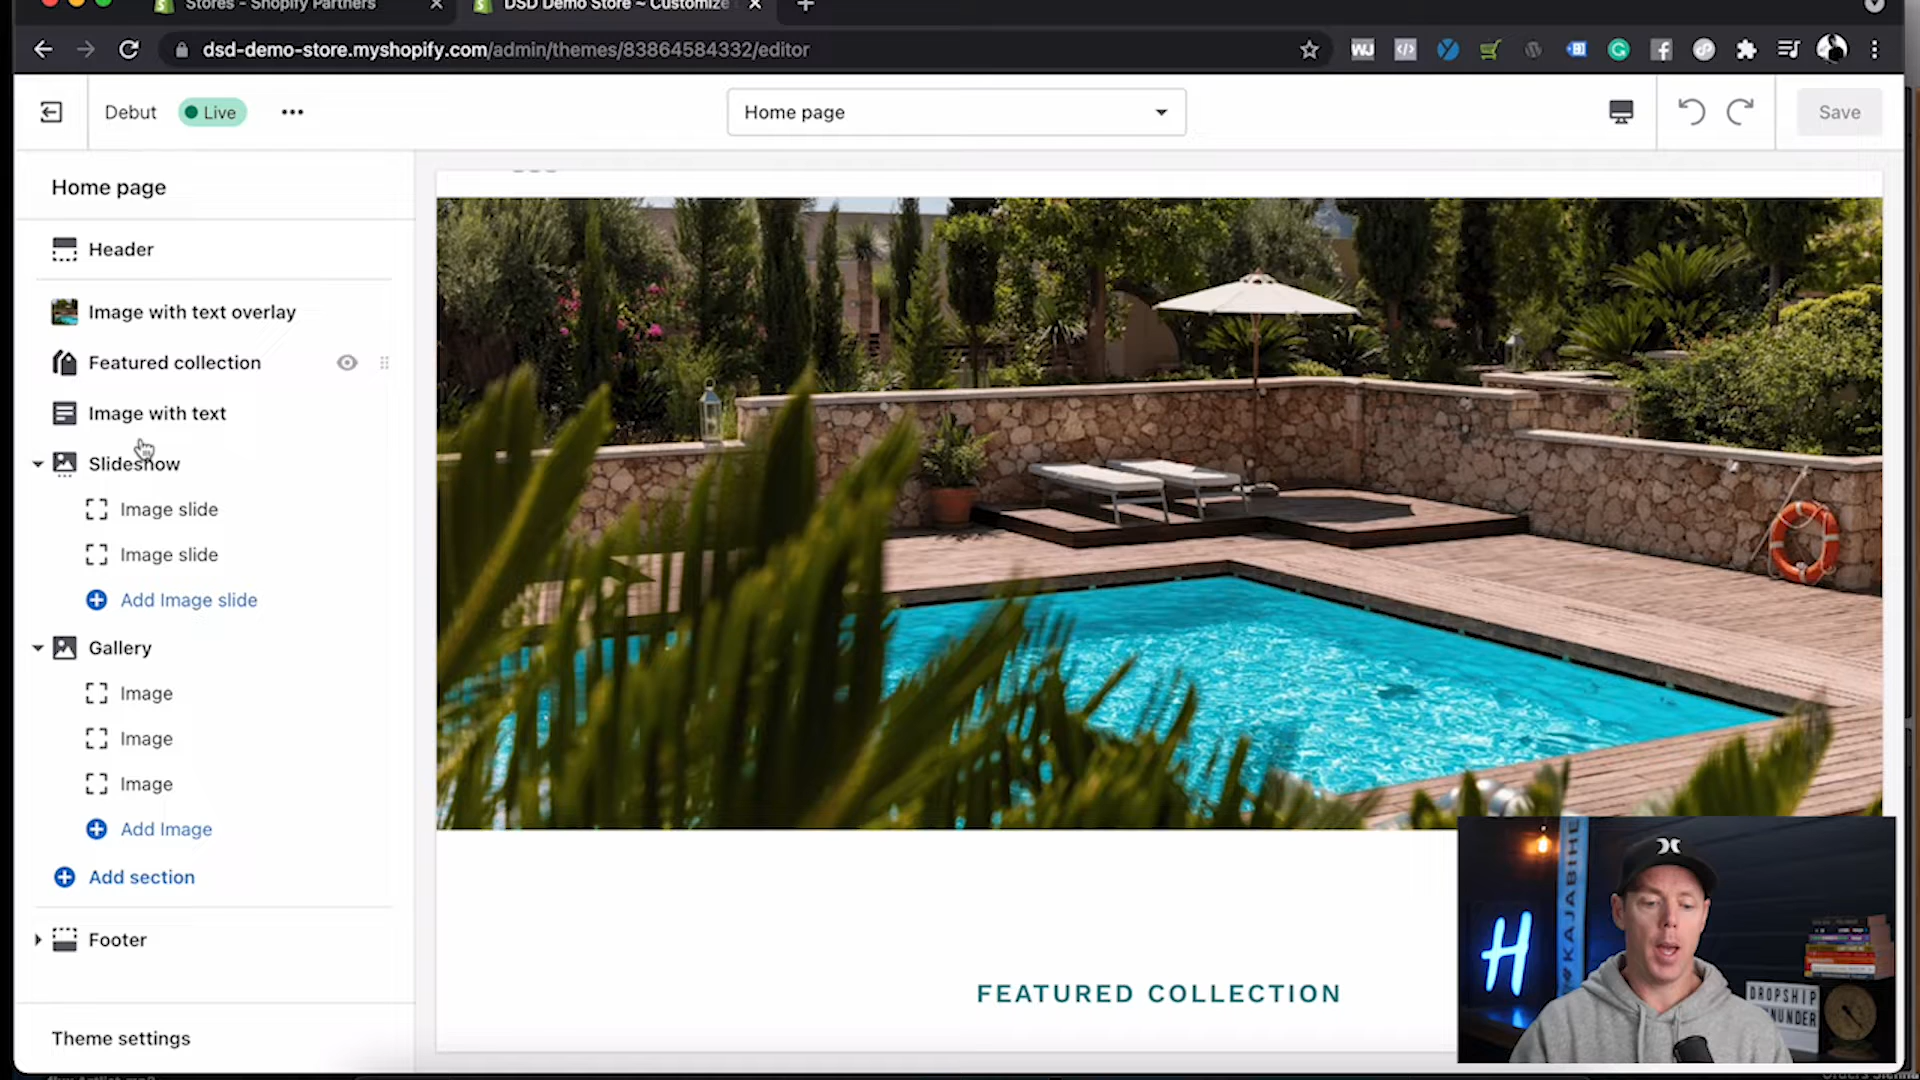 Stores - Shopify Partners
DSD Demo Store ~ Customize
dsd-demo-store.myshopify.com/admin/themes/83864584332/editor
Debut
Live
Home page
Save
Home page
Header
Image with text overlay
Featured collection
Image with text
Slideshow
Image slide
Image slide
Add Image slide
Gallery
Image
Image
Image
Add Image
Add section
Footer
Theme settings
FEATURED COLLECTION
H
#KAJABIHE
DROPSHIP